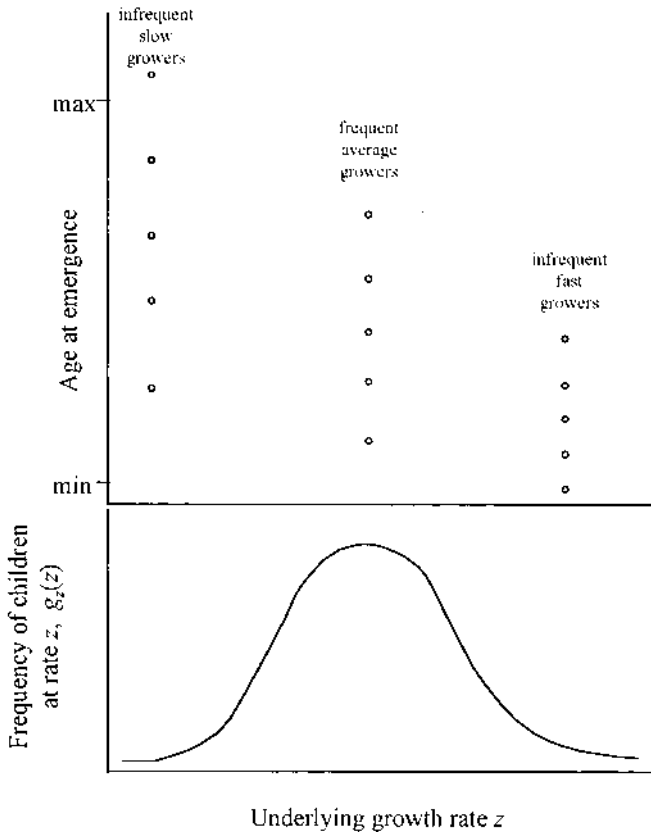 infrequent
slow
growers
max
frequent
average
growers
infrequent
fast
growers
Age at emergence
min
Frequency of children
at rate z, g_z(z)
Underlying growth rate z